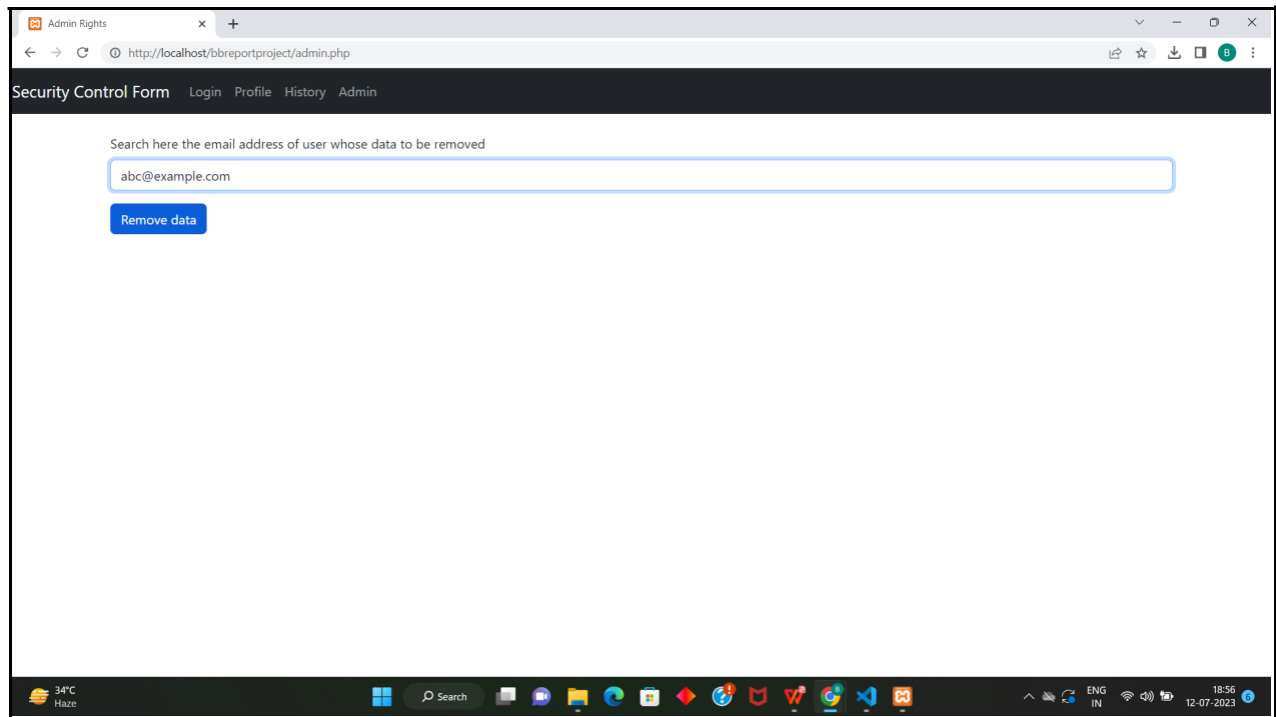 Admin Rights
http://localhost/bbreportproject/admin.php
B
Security Control Form Login Profile History Admin
Search here the email address of user whose data to be removed
abc@example.com
Remove data
34°C
Haze
Search
ENG
IN
18:56
12-07-2023
6